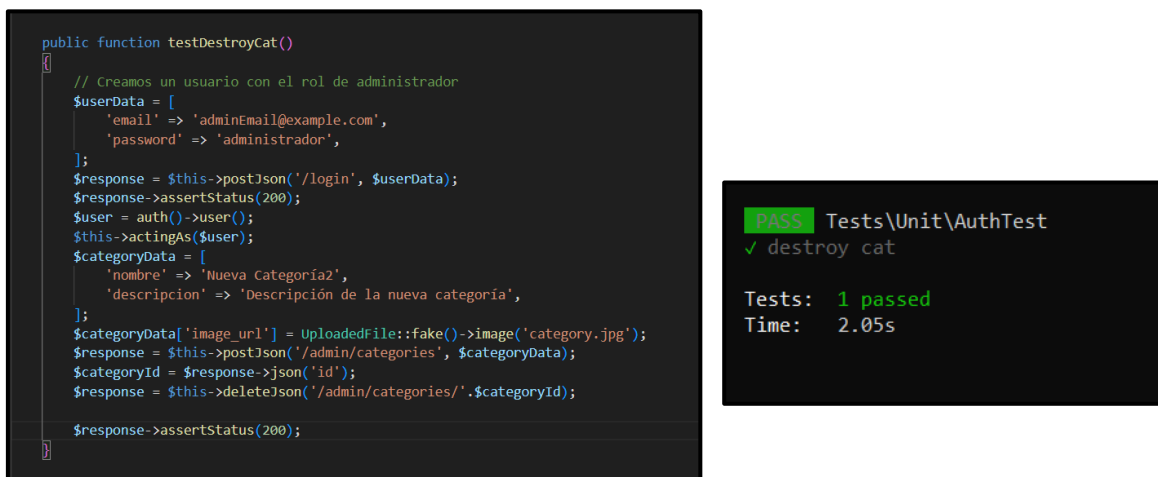 public function testDestroyCat()
{
    // Creamos un usuario con el rol de administrador
    $userData = [
        'email' => 'adminEmail@example.com',
        'password' => 'administrador',
    ];
    $response = $this->postJson('/login', $userData);
    $response->assertStatus(200);
    $user = auth()->user();
    $this->actingAs($user);
    $categoryData = [
        'nombre' => 'Nueva Categoría2',
        'descripcion' => 'Descripción de la nueva categoría',
    ];
    $categoryData['image_url'] = UploadedFile::fake()->image('category.jpg');
    $response = $this->postJson('/admin/categories', $categoryData);
    $categoryId = $response->json('id');
    $response = $this->deleteJson('/admin/categories/'.$categoryId);
    $response->assertStatus(200);
}
PASS Tests\Unit\AuthTest
✓ destroy cat
Tests: 1 passed
Time: 2.05s